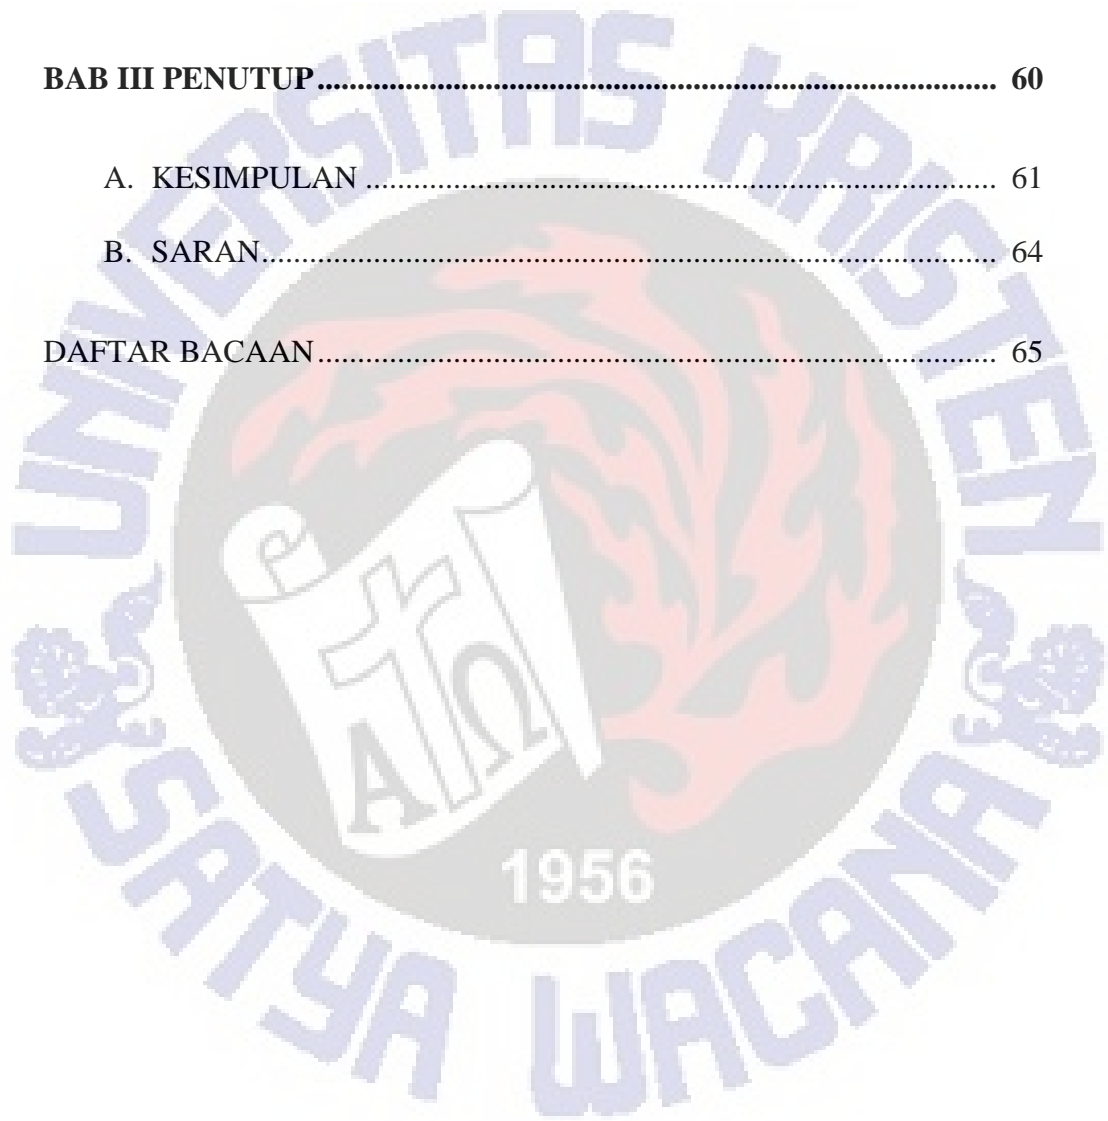 BAB III PENUTUP ........................................................................................ 60
A. KESIMPULAN ................................................................................ 61
B. SARAN............................................................................................ 64
DAFTAR BACAAN ...................................................................................... 65
UNIVERSITAS KRISTEN
Α Ω
1956
SATYA WACANA